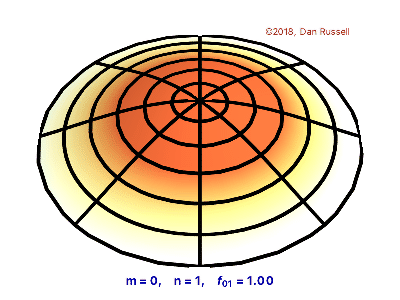 ©2018, Dan Russell
m = 0, n = 1, f01 = 1.00